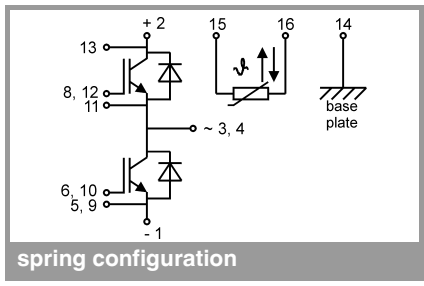 + 2
15
16
14
13
ϑ
8, 12
11
base
plate
~ 3, 4
6, 10
5, 9
- 1
spring configuration